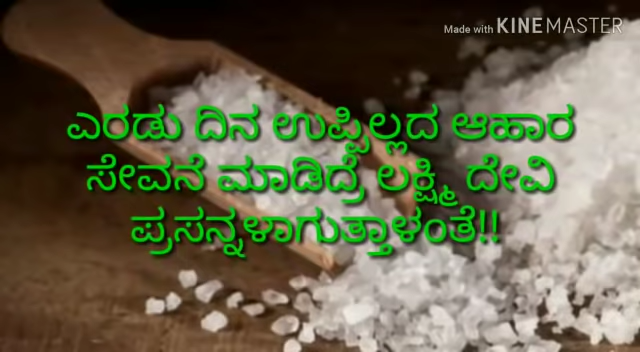 Made with KINEMASTER
ಎರಡು ದಿನ ಉಪ್ಪಿಲ್ಲದ ಆಹಾರ
ಸೇವನೆ ಮಾಡಿದ್ರೆ ಲಕ್ಷ್ಮಿ ದೇವಿ
ಪ್ರಸನ್ನಳಾಗುತ್ತಾಳಂತೆ!!